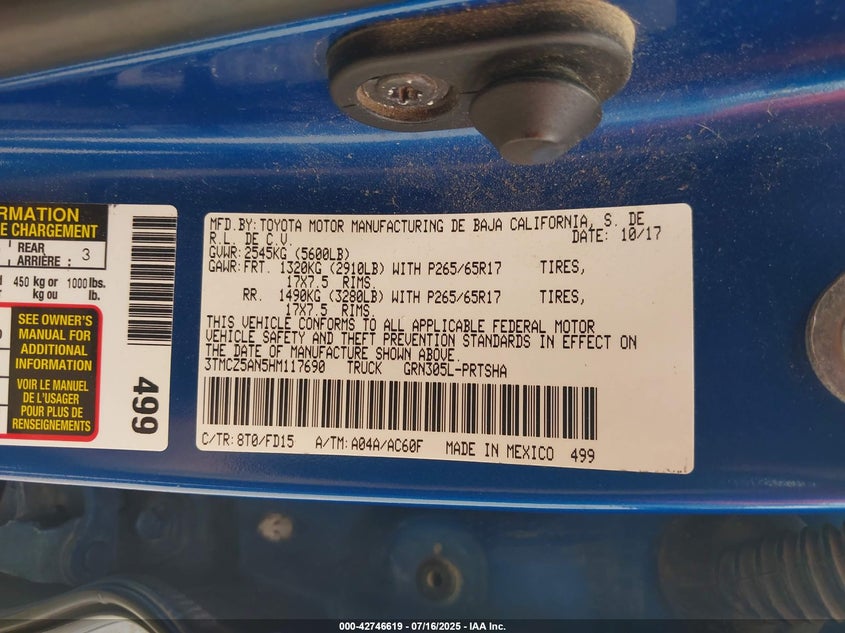 RMATION
E CHARGEMENT
REAR
ARRIÈRE : 3
450 kg or 1000 lbs.
kg ou lb.
SEE OWNER'S
MANUAL FOR
ADDITIONAL
INFORMATION
VOIR LE MANUEL
DE L'USAGER
POUR PLUS DE
RENSEIGNEMENTS
499
MFD.BY:TOYOTA MOTOR MANUFACTURING DE BAJA CALIFORNIA, S. DE
R.L. DE C.V. DATE: 10/17
GVWR:2545KG (5600LB)
GAWR:FRT. 1320KG (2910LB) WITH P265/65R17 TIRES,
17X7.5 RIMS.
RR. 1490KG (3280LB) WITH P265/65R17 TIRES,
17X7.5 RIMS.
THIS VEHICLE CONFORMS TO ALL APPLICABLE FEDERAL MOTOR
VEHICLE SAFETY AND THEFT PREVENTION STANDARDS IN EFFECT ON
THE DATE OF MANUFACTURE SHOWN ABOVE.
3TMCZ5AN5HM117690 TRUCK GRN305L-PRTSHA
C/TR:8T0/FD15 A/TM:A04A/AC60F MADE IN MEXICO 499
000-42746619 - 07/16/2025 - IAA Inc.